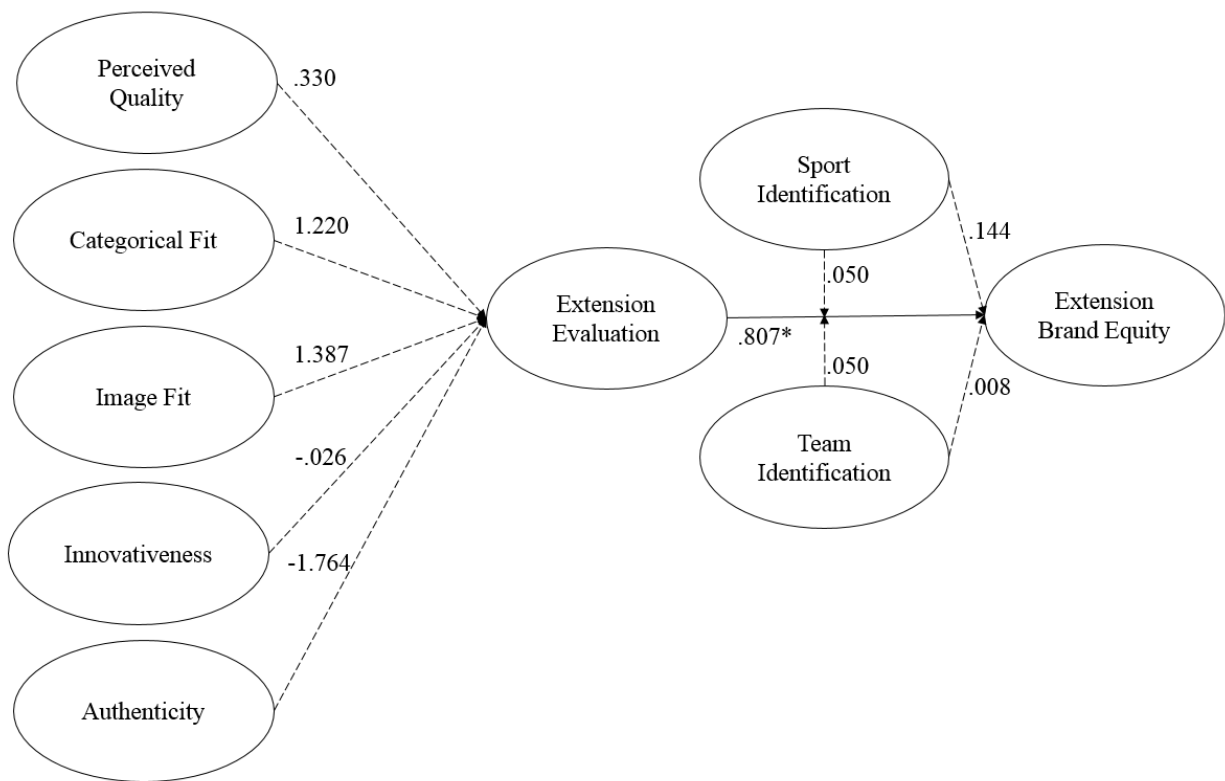 Perceived
Quality
.330
Categorical Fit
1.220
Image Fit
1.387
Innovativeness
-.026
Authenticity
-1.764
Extension
Evaluation
.807*
Sport
Identification
.050
.144
Team
Identification
.050
.008
Extension
Brand Equity